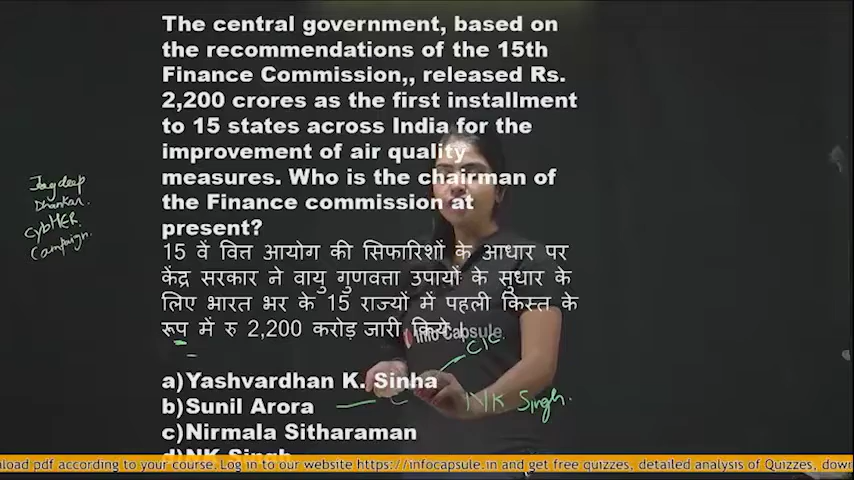 The central government, based on
the recommendations of the 15th
Finance Commission,, released Rs.
2,200 crores as the first installment
to 15 states across India for the
improvement of air quality
measures. Who is the chairman of
the Finance commission at
present?
15 वें वित्त आयोग की सिफारिशों के आधार पर
केंद्र सरकार ने वायु गुणवत्ता उपायों के सुधार के
लिए भारत भर के 15 राज्यों में पहली किस्त के
रूप में रु 2,200 करोड़ जारी किये |
Info Capsule
a)Yashvardhan K. Sinha
b)Sunil Arora
c)Nirmala Sitharaman
d)NK Singh
Jagdeep
Dhankar.
CybHER
Campaign.
CIC
NK Singh.
load pdf according to your course. Log in to our website https://infocapsule.in and get free quizzes, detailed analysis of Quizzes, dow